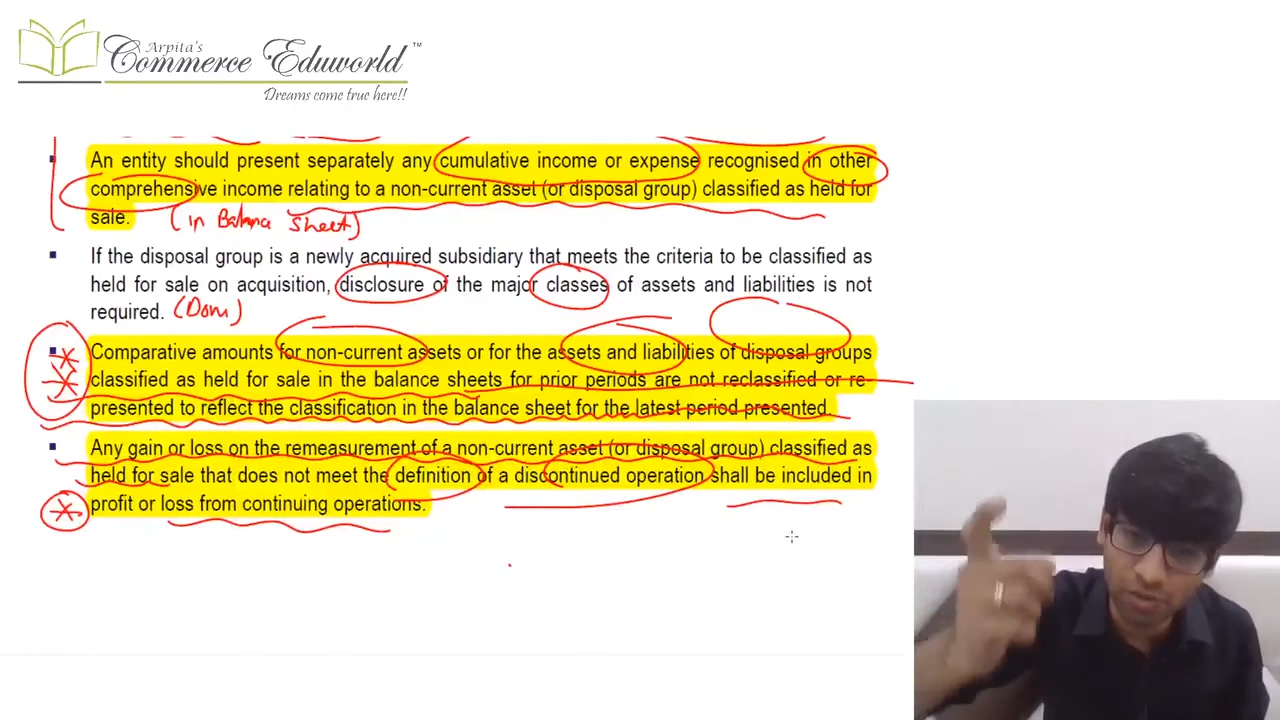 Arpita's
Commerce Eduworld™
Dreams come true here!!
An entity should present separately any cumulative income or expense recognised in other
comprehensive income relating to a non-current asset (or disposal group) classified as held for
sale.
(in Balance Sheet)
If the disposal group is a newly acquired subsidiary that meets the criteria to be classified as
held for sale on acquisition, disclosure of the major classes of assets and liabilities is not
required. (Dom)
Comparative amounts for non-current assets or for the assets and liabilities of disposal groups
classified as held for sale in the balance sheets for prior periods are not reclassified or re-
presented to reflect the classification in the balance sheet for the latest period presented.
Any gain or loss on the remeasurement of a non-current asset (or disposal group) classified as
held for sale that does not meet the definition of a discontinued operation shall be included in
profit or loss from continuing operations.